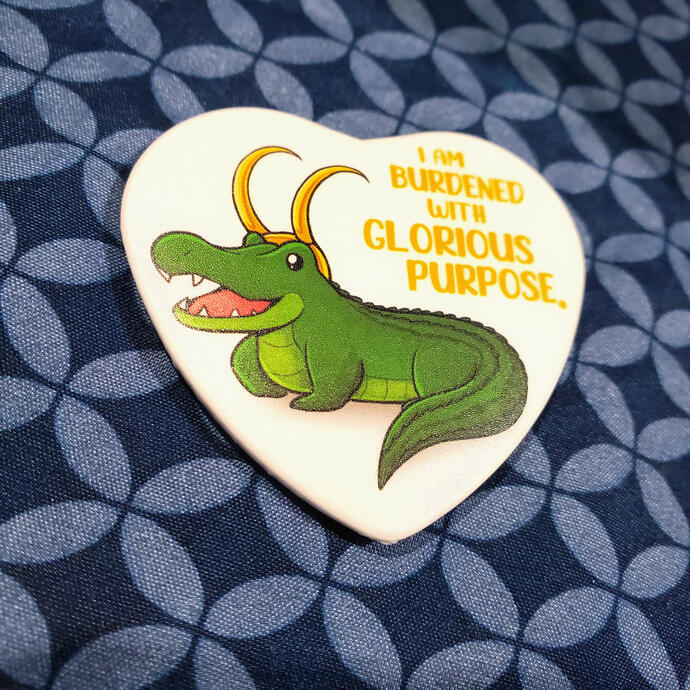 I AM
BURDENED
WITH
GLORIOUS
PURPOSE.